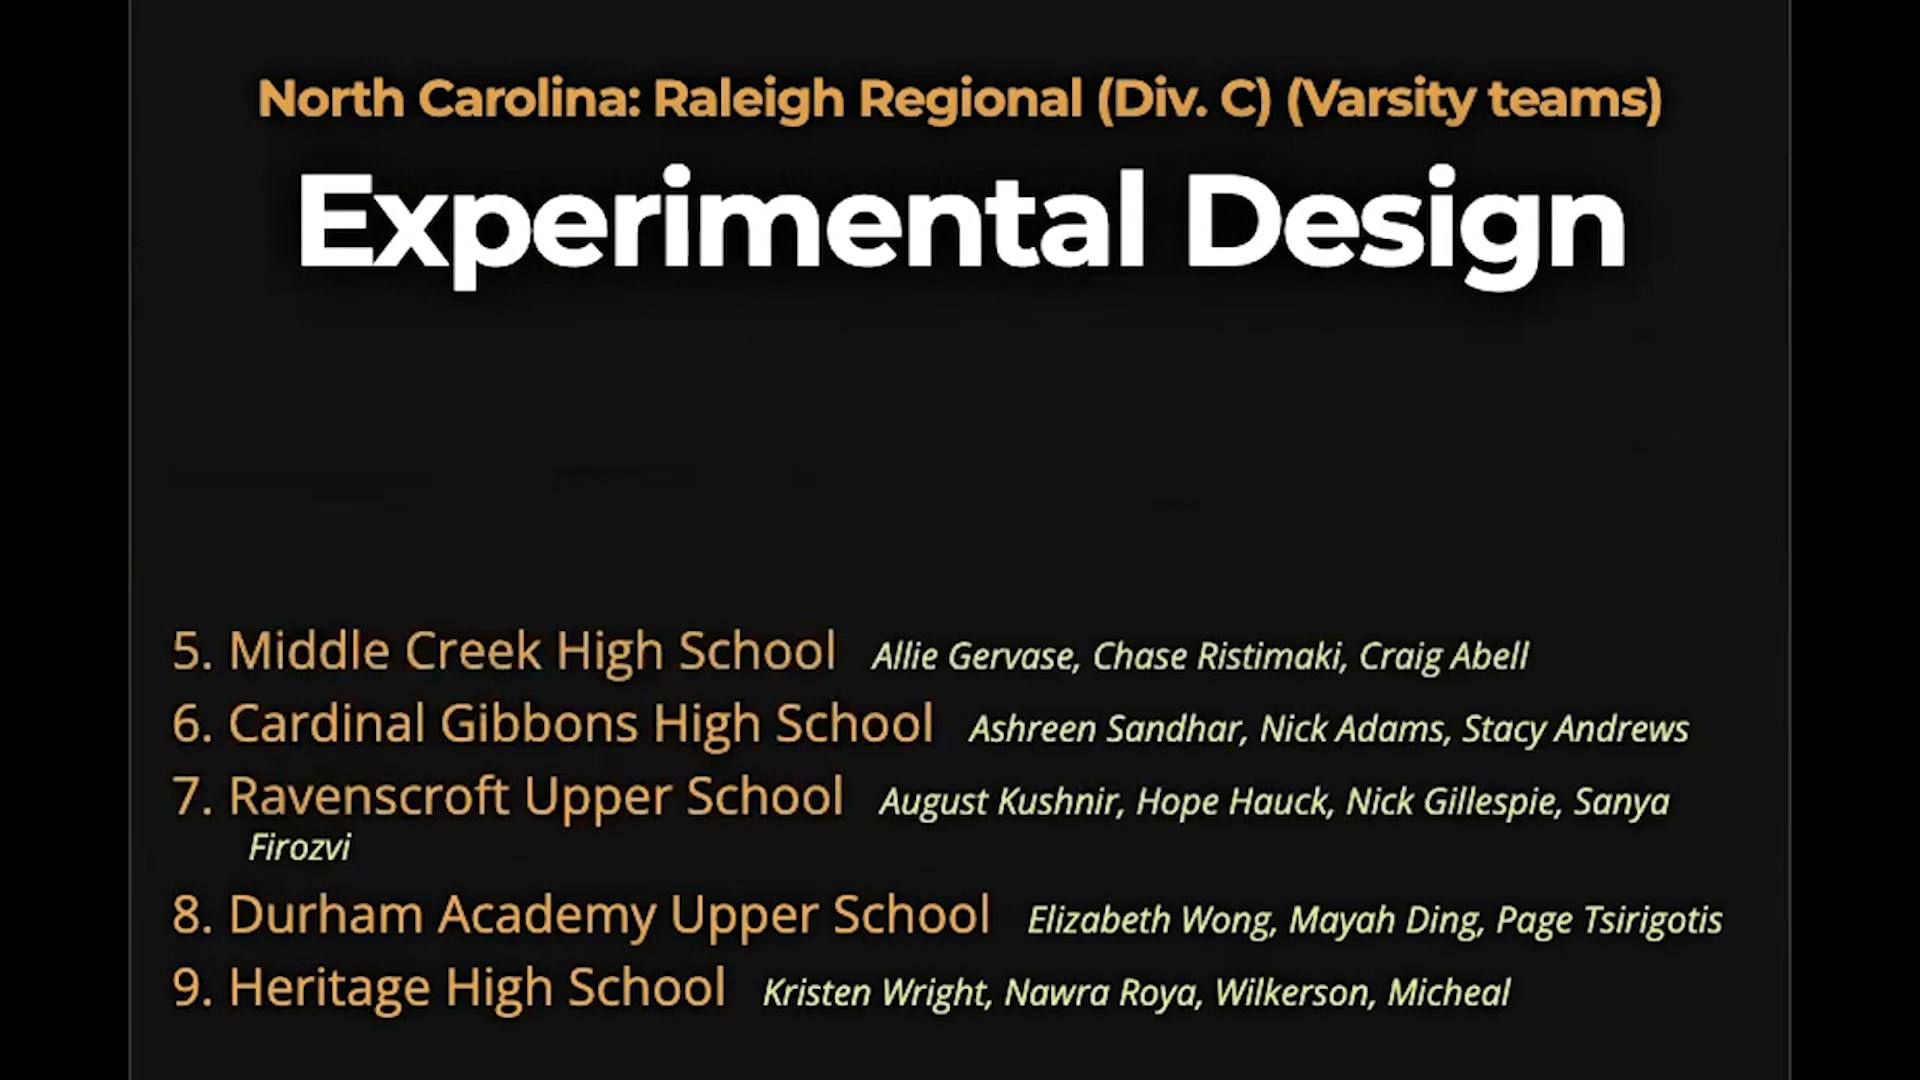 North Carolina: Raleigh Regional (Div. C) (Varsity teams)
Experimental Design
5. Middle Creek High School Allie Gervase, Chase Ristimaki, Craig Abell
6. Cardinal Gibbons High School Ashreen Sandhar, Nick Adams, Stacy Andrews
7. Ravenscroft Upper School August Kushnir, Hope Hauck, Nick Gillespie, Sanya
Firozvi
8. Durham Academy Upper School Elizabeth Wong, Mayah Ding, Page Tsirigotis
9. Heritage High School Kristen Wright, Nawra Roya, Wilkerson, Micheal